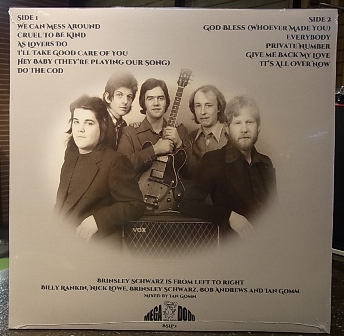 Side 1
We Can Mess Around
Cruel To Be Kind
As Lovers Do
I'll Take Good Care Of You
Hey Baby (They're Playing Our Song)
Do The Cod
Side 2
God Bless (Whoever Made You)
Everybody
Private Number
Give Me Back My Love
It's All Over Now
VOX
Brinsley Schwarz is from left to right
Billy Rankin, Nick Lowe, Brinsley Schwarz, Bob Andrews and Ian Gomm
Mixed by Ian Gomm
MEGA DODO